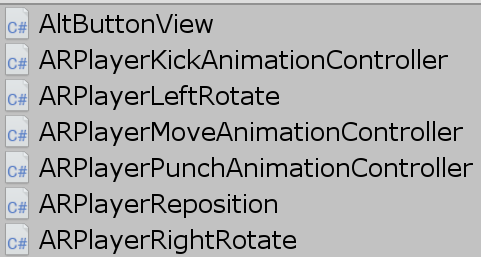 C# AltButtonView
C# ARPlayerKickAnimationController
C# ARPlayerLeftRotate
C# ARPlayerMoveAnimationController
C# ARPlayerPunchAnimationController
C# ARPlayerReposition
C# ARPlayerRightRotate